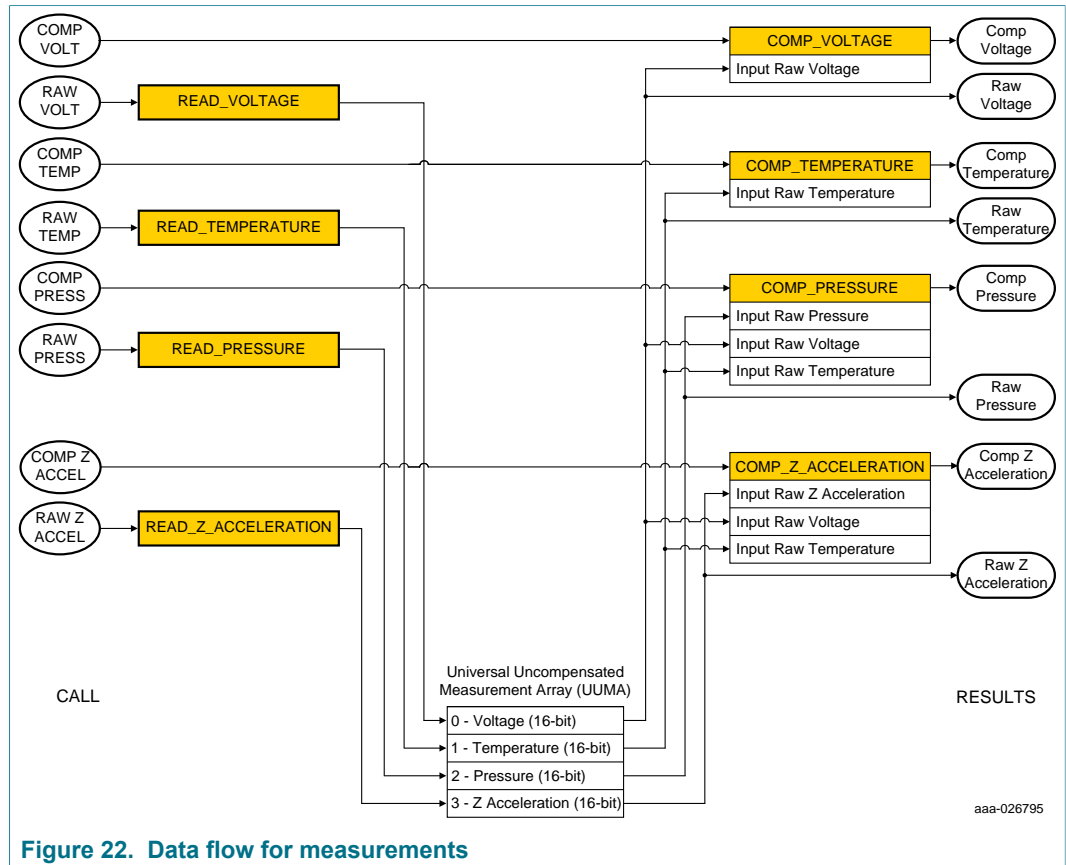 COMP
VOLT
COMP_VOLTAGE
Comp
Voltage
Input Raw Voltage
RAW
VOLT
READ_VOLTAGE
Raw
Voltage
COMP
TEMP
COMP_TEMPERATURE
Comp
Temperature
Input Raw Temperature
RAW
TEMP
READ_TEMPERATURE
Raw
Temperature
COMP
PRESS
COMP_PRESSURE
Comp
Pressure
Input Raw Pressure
RAW
PRESS
READ_PRESSURE
Input Raw Voltage
Input Raw Temperature
Raw
Pressure
COMP Z
ACCEL
COMP_Z_ACCELERATION
Comp Z
Acceleration
Input Raw Z Acceleration
RAW Z
ACCEL
READ_Z_ACCELERATION
Input Raw Voltage
Input Raw Temperature
Raw Z
Acceleration
Universal Uncompensated
Measurement Array (UUMA)
CALL
RESULTS
0 - Voltage (16-bit)
1 - Temperature (16-bit)
2 - Pressure (16-bit)
3 - Z Acceleration (16-bit)
aaa-026795
Figure 22. Data flow for measurements